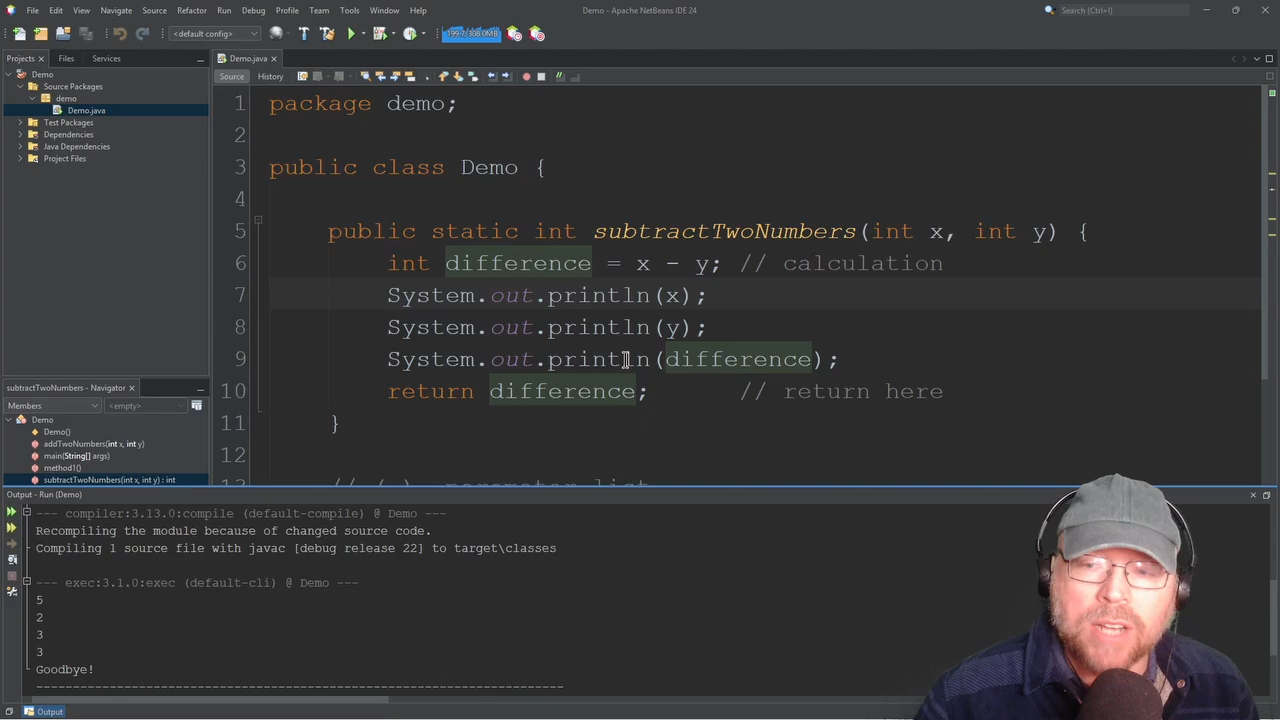 File Edit View Navigate Source Refactor Run Debug Profile Team Tools Window Help
Demo - Apache NetBeans IDE 24
Search (Ctrl+I)
<default config>
199.7/308.0MB
Projects Files Services
Demo.java
Source History
Demo
Source Packages
demo
Demo.java
Test Packages
Dependencies
Java Dependencies
Project Files
1 package demo;
2
3 public class Demo {
4
5 public static int subtractTwoNumbers(int x, int y) {
6 int difference = x - y; // calculation
7 System.out.println(x);
8 System.out.println(y);
9 System.out.println(difference);
10 return difference; // return here
11 }
12
subtractTwoNumbers - Navigator
Members <empty>
Demo
Demo()
addTwoNumbers(int x, int y)
main(String[] args)
method1()
subtractTwoNumbers(int x, int y) : int
Output - Run (Demo)
--- compiler:3.13.0:compile (default-compile) @ Demo ---
Recompiling the module because of changed source code.
Compiling 1 source file with javac [debug release 22] to target\classes
--- exec:3.1.0:exec (default-cli) @ Demo ---
5
2
3
3
Goodbye!
------------------------------------------------------------------------
Output